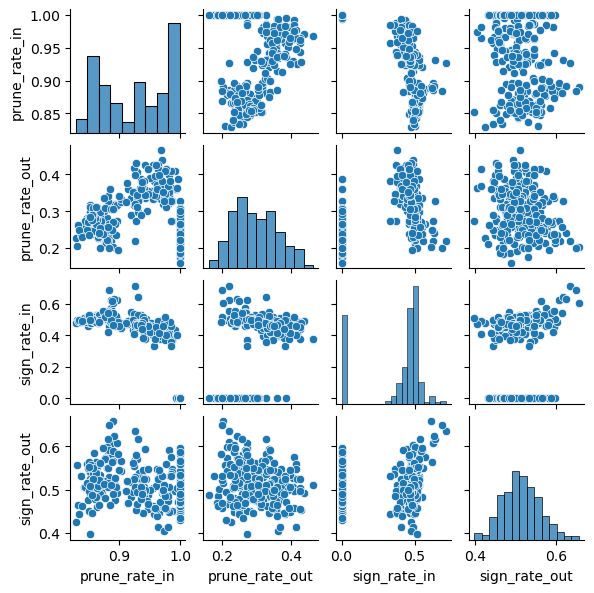 prune_rate_in
1.00
0.95
0.90
0.85
prune_rate_out
0.4
0.3
0.2
sign_rate_in
0.6
0.4
0.2
0.0
sign_rate_out
0.6
0.5
0.4
0.9 1.0 0.2 0.4 0.0 0.5 0.4 0.6
prune_rate_in prune_rate_out sign_rate_in sign_rate_out